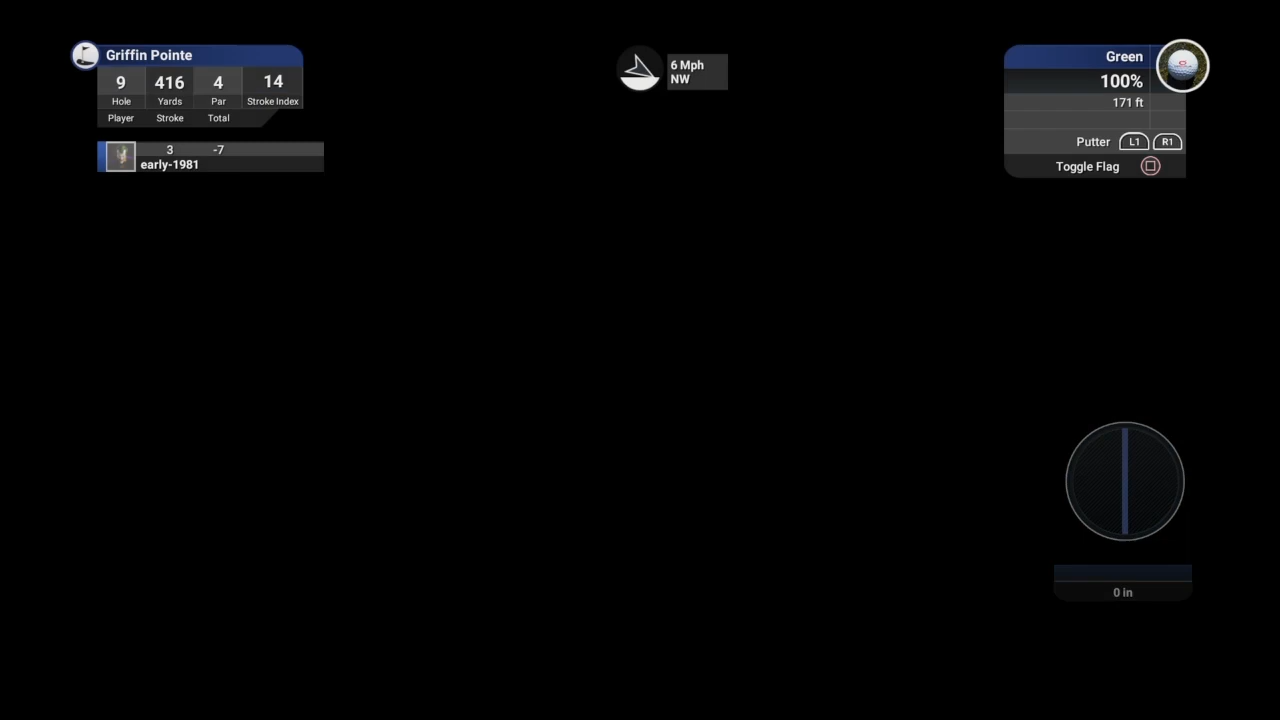 Griffin Pointe
9 416 4 14
Hole Yards Par Stroke Index
Player Stroke Total
3 -7
early-1981
6 Mph
NW
Green
100%
171 ft
Putter L1 R1
Toggle Flag
0 in